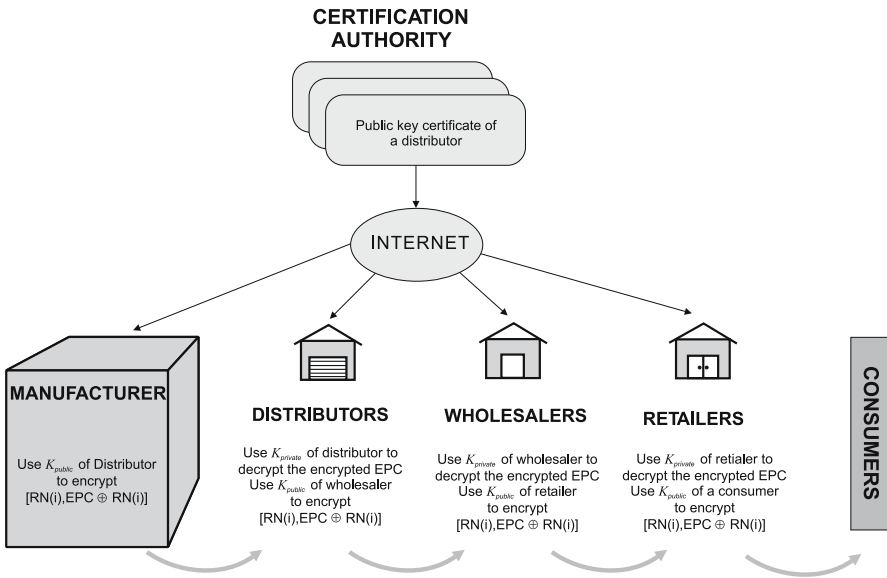 CERTIFICATION
AUTHORITY
Public key certificate of
a distributor
INTERNET
MANUFACTURER
Use K_public of Distributor
to encrypt
[RN(i),EPC ⊕ RN(i)]
DISTRIBUTORS
Use K_private of distributor to
decrypt the encrypted EPC
Use K_public of wholesaler
to encrypt
[RN(i),EPC ⊕ RN(i)]
WHOLESALERS
Use K_private of wholesaler to
decrypt the encrypted EPC
Use K_public of retailer
to encrypt
[RN(i),EPC ⊕ RN(i)]
RETAILERS
Use K_private of retialer to
decrypt the encrypted EPC
Use K_public of a consumer
to encrypt
[RN(i),EPC ⊕ RN(i)]
CONSUMERS